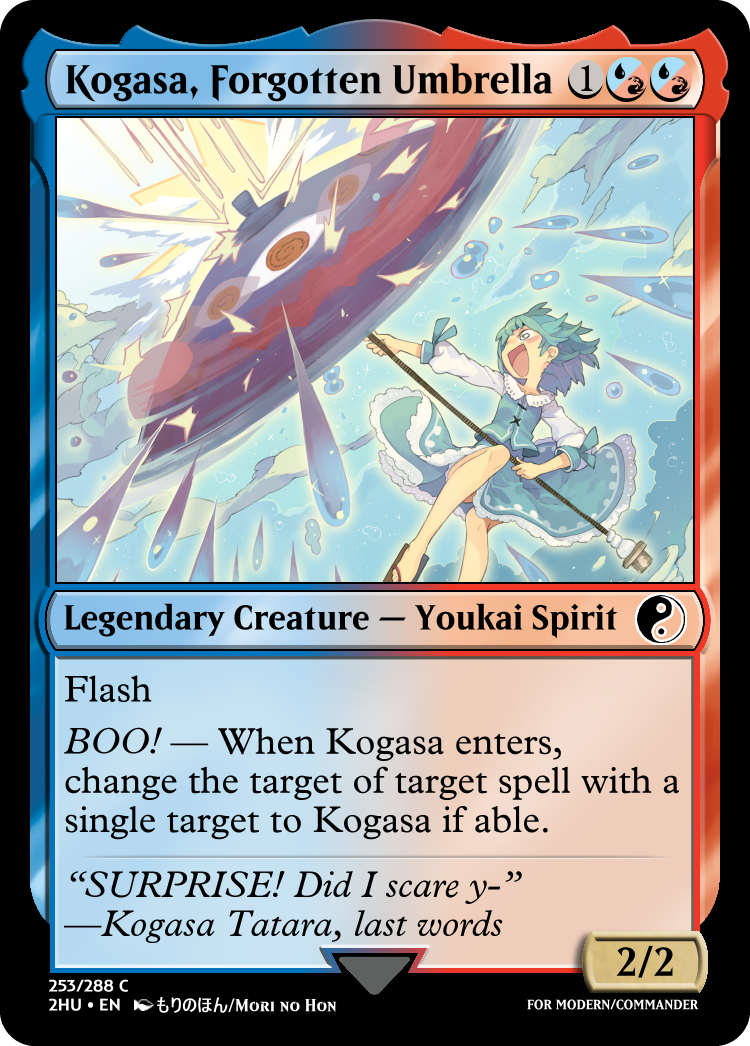 Kogasa, Forgotten Umbrella 1
Legendary Creature — Youkai Spirit
Flash
BOO! — When Kogasa enters,
change the target of target spell with a
single target to Kogasa if able.
“SURPRISE! Did I scare y-”
—Kogasa Tatara, last words
2/2
253/288 C
2HU • EN もりのほん/Mori no Hon
FOR MODERN/COMMANDER